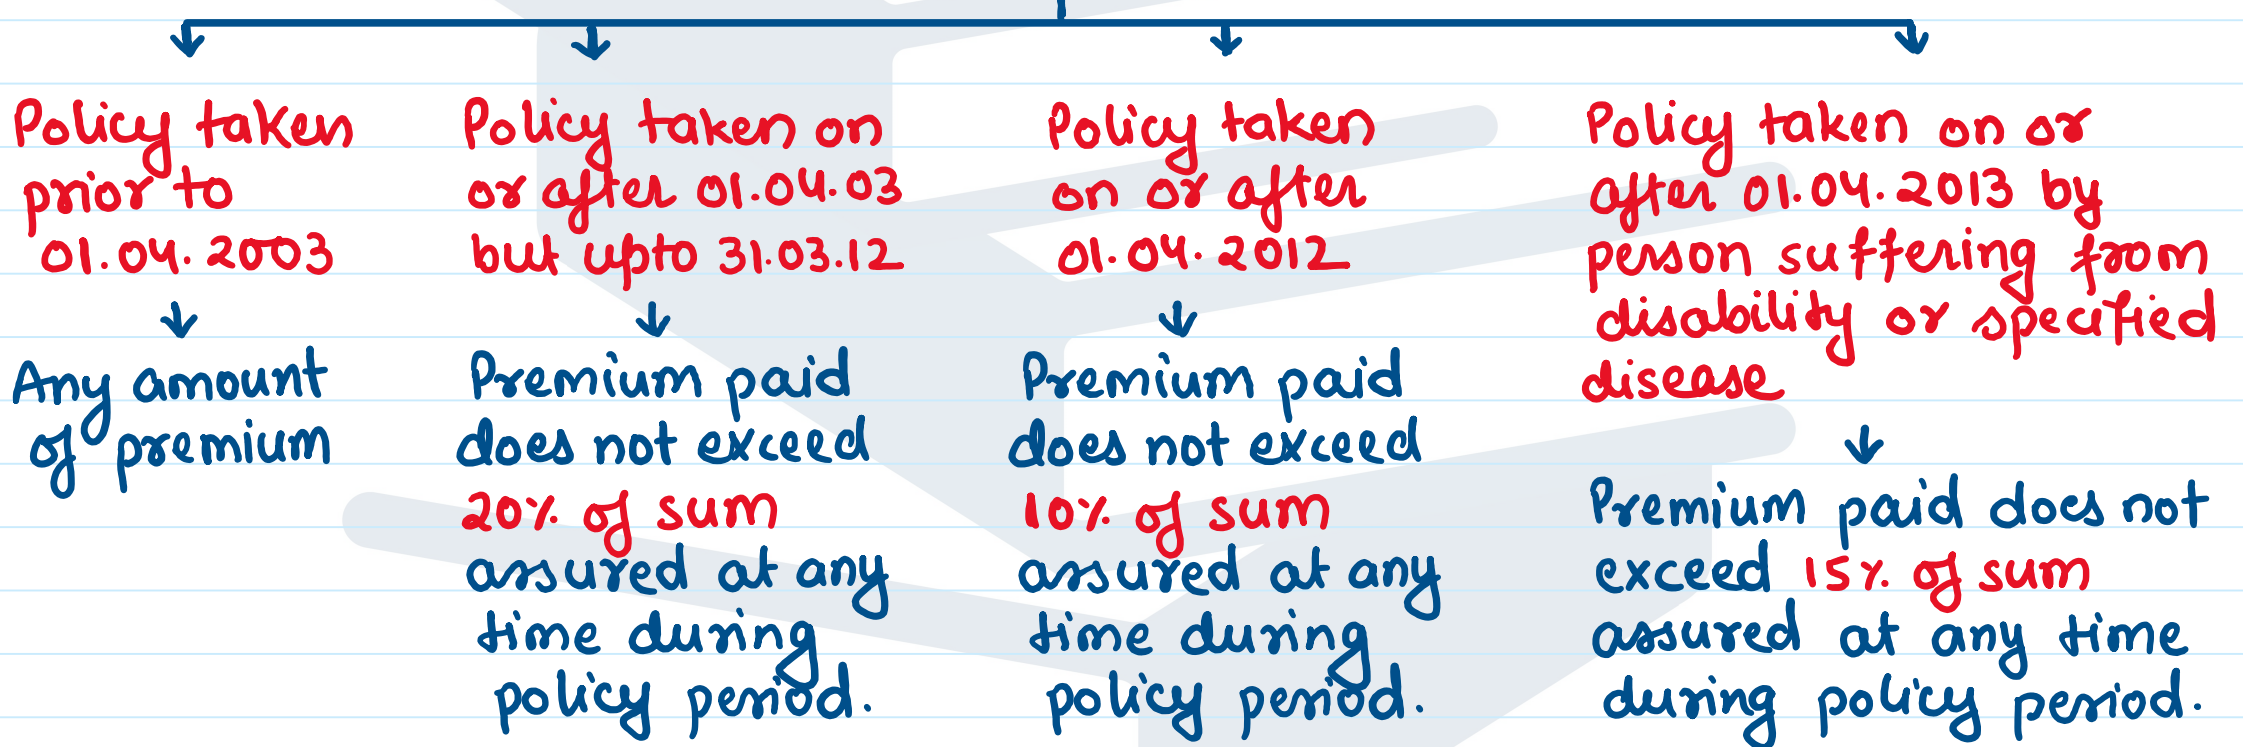 Policy taken
prior to
01.04.2003
Any amount
of premium
Policy taken on
or after 01.04.03
but upto 31.03.12
Premium paid
does not exceed
20% of sum
assured at any
time during
policy period.
Policy taken
on or after
01.04.2012
Premium paid
does not exceed
10% of sum
assured at any
time during
policy period.
Policy taken on or
after 01.04.2013 by
person suffering from
disability or specified
disease
Premium paid does not
exceed 15% of sum
assured at any time
during policy period.